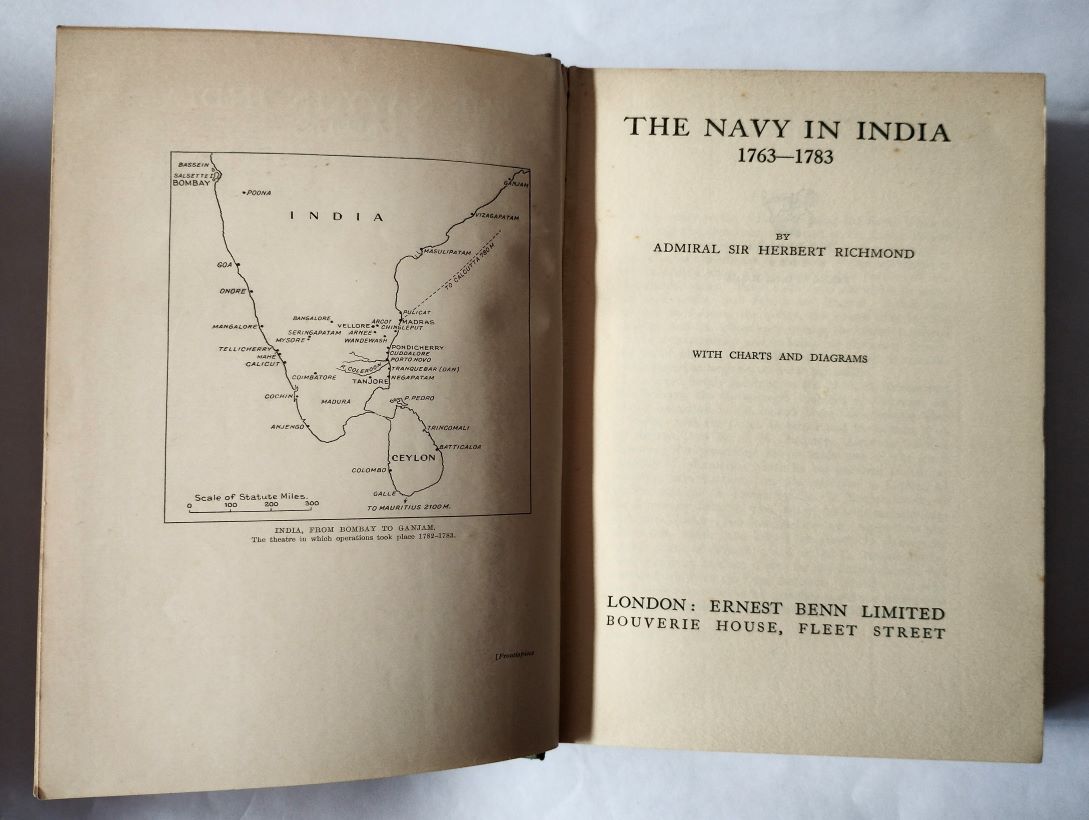 BASSEIN
SALSETTE I
BOMBAY
POONA
INDIA
GANJAM
VIZAGAPATAM
MASULIPATAM
TO CALCUTTA 780 M
GOA
ONORE
PULICAT
BANGALORE
ARCOT
MADRAS
MANGALORE
VELLORE
CHINGLEPUT
SERINGAPATAM
ARNEE
MYSORE
WANDEWASH
TELLICHERRY
PONDICHERRY
MAHE
CUDDALORE
CALICUT
PORTO NOVO
R. COLEROON
TRANQUEBAR (DAN)
COIMBATORE
TANJORE
NEGAPATAM
COCHIN
MADURA
P. PEDRO
ANJENGO
TRINCOMALI
BATTICALOA
CEYLON
COLOMBO
GALLE
Scale of Statute Miles.
0 100 200 300
TO MAURITIUS 2100 M.
INDIA, FROM BOMBAY TO GANJAM.
The theatre in which operations took place 1782-1783.
[Frontispiece
THE NAVY IN INDIA
1763—1783
BY
ADMIRAL SIR HERBERT RICHMOND
WITH CHARTS AND DIAGRAMS
LONDON: ERNEST BENN LIMITED
BOUVERIE HOUSE, FLEET STREET